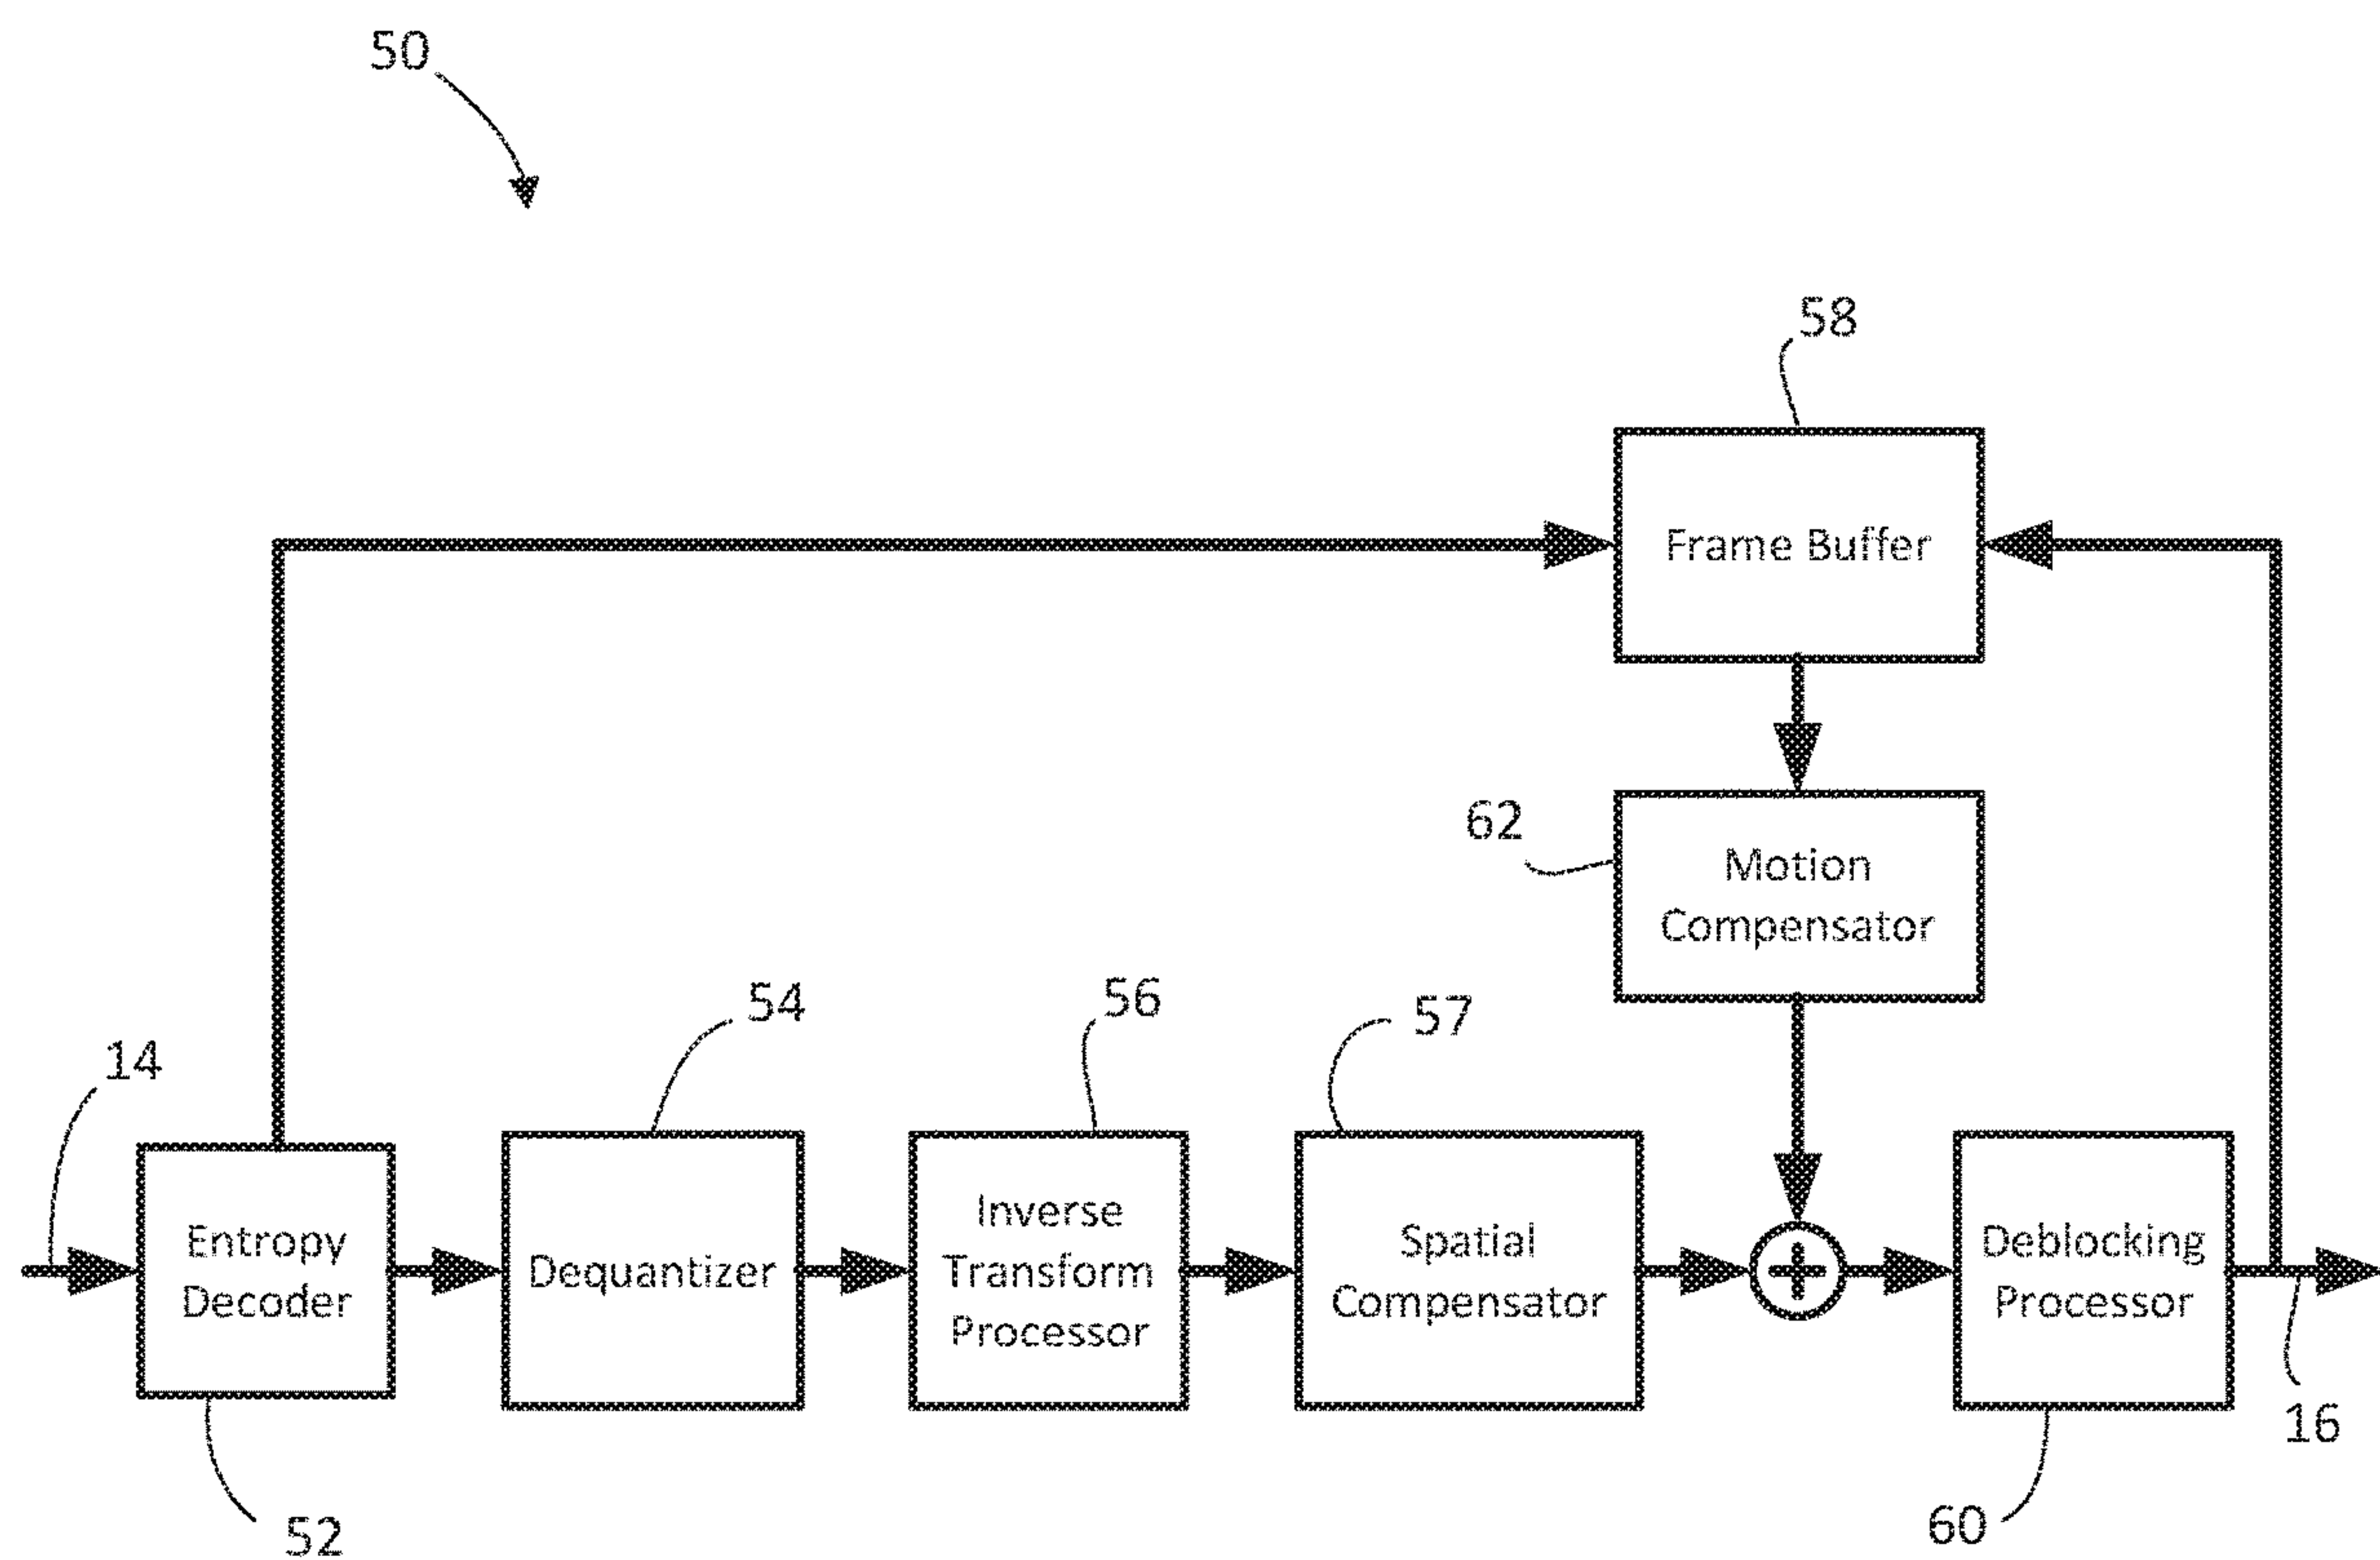 50
58
Frame Buffer
62
Motion
Compensator
14
54
56
57
Entropy
Decoder
Dequantizer
Inverse
Transform
Processor
Spatial
Compensator
+
Deblocking
Processor
16
52
60